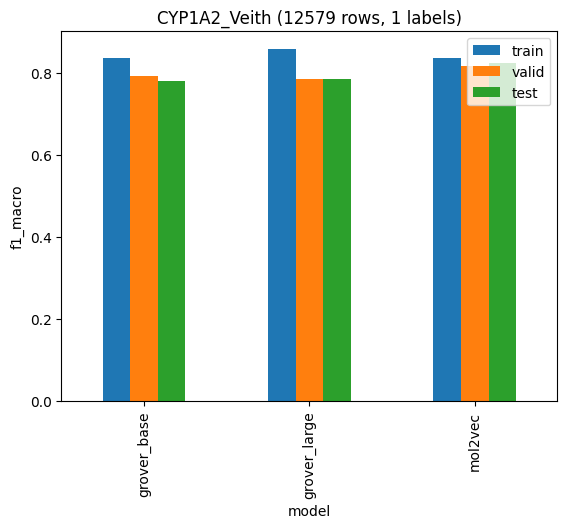 CYP1A2_Veith (12579 rows, 1 labels)
train
valid
test
0.8
0.6
0.4
0.2
0.0
f1_macro
grover_base
grover_large
mol2vec
model